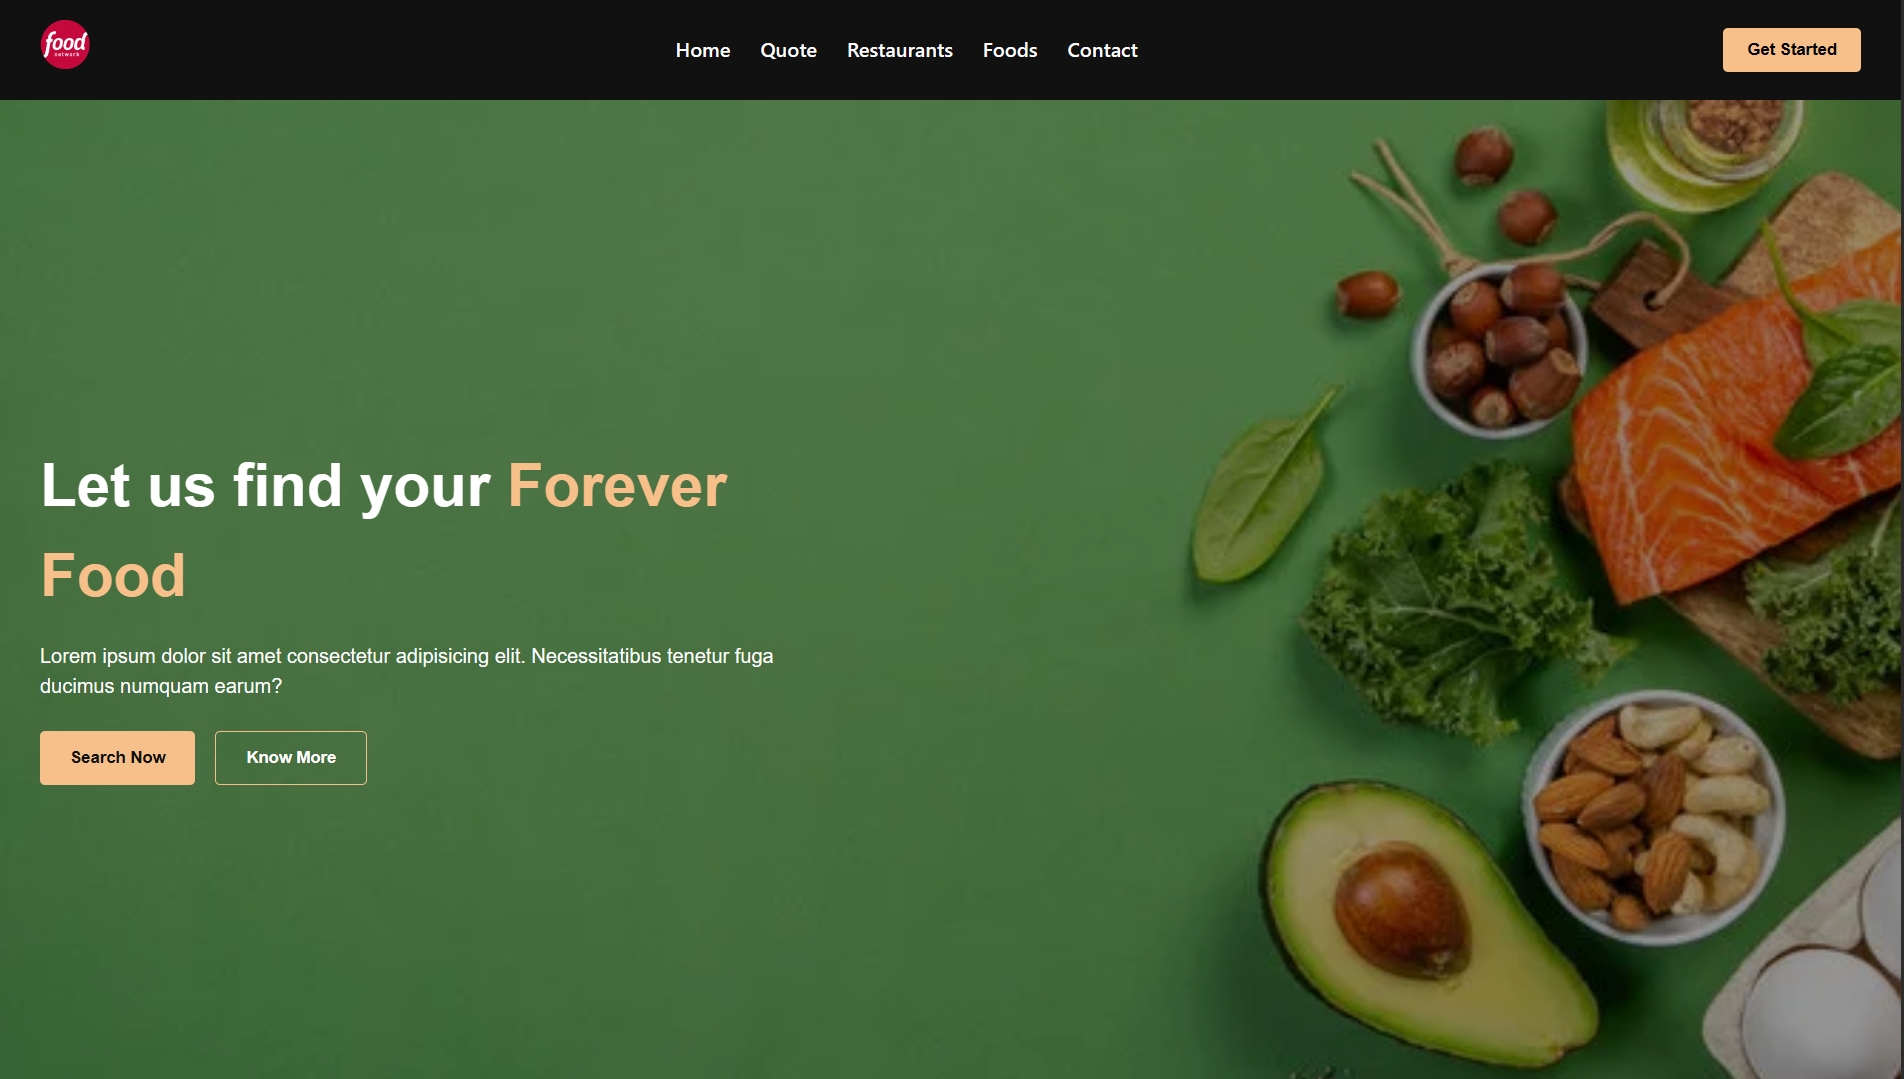 food
network
Home Quote Restaurants Foods Contact
Get Started
Let us find your Forever
Food
Lorem ipsum dolor sit amet consectetur adipisicing elit. Necessitatibus tenetur fuga
ducimus numquam earum?
Search Now Know More